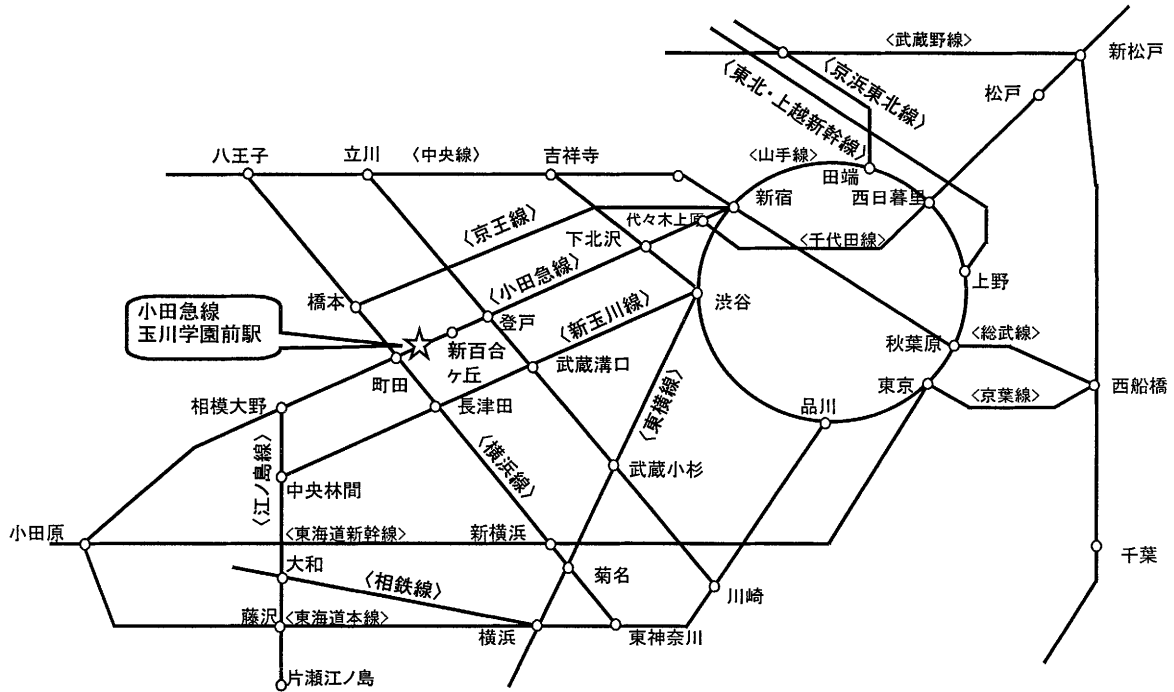 〈武蔵野線〉
新松戸
〈京浜東北線〉
松戸
〈東北・上越新幹線〉
八王子
立川
〈中央線〉
吉祥寺
〈山手線〉
田端
西日暮里
新宿
代々木上原
〈京王線〉
下北沢
〈千代田線〉
〈小田急線〉
上野
橋本
渋谷
小田急線
玉川学園前駅
登戸
〈新玉川線〉
新百合
ヶ丘
秋葉原
〈総武線〉
武蔵溝口
町田
東京
〈京葉線〉
西船橋
相模大野
長津田
品川
〈東横線〉
〈江ノ島線〉
〈横浜線〉
武蔵小杉
中央林間
小田原
〈東海道新幹線〉
新横浜
千葉
大和
〈相鉄線〉
菊名
川崎
藤沢
〈東海道本線〉
横浜
東神奈川
片瀬江ノ島